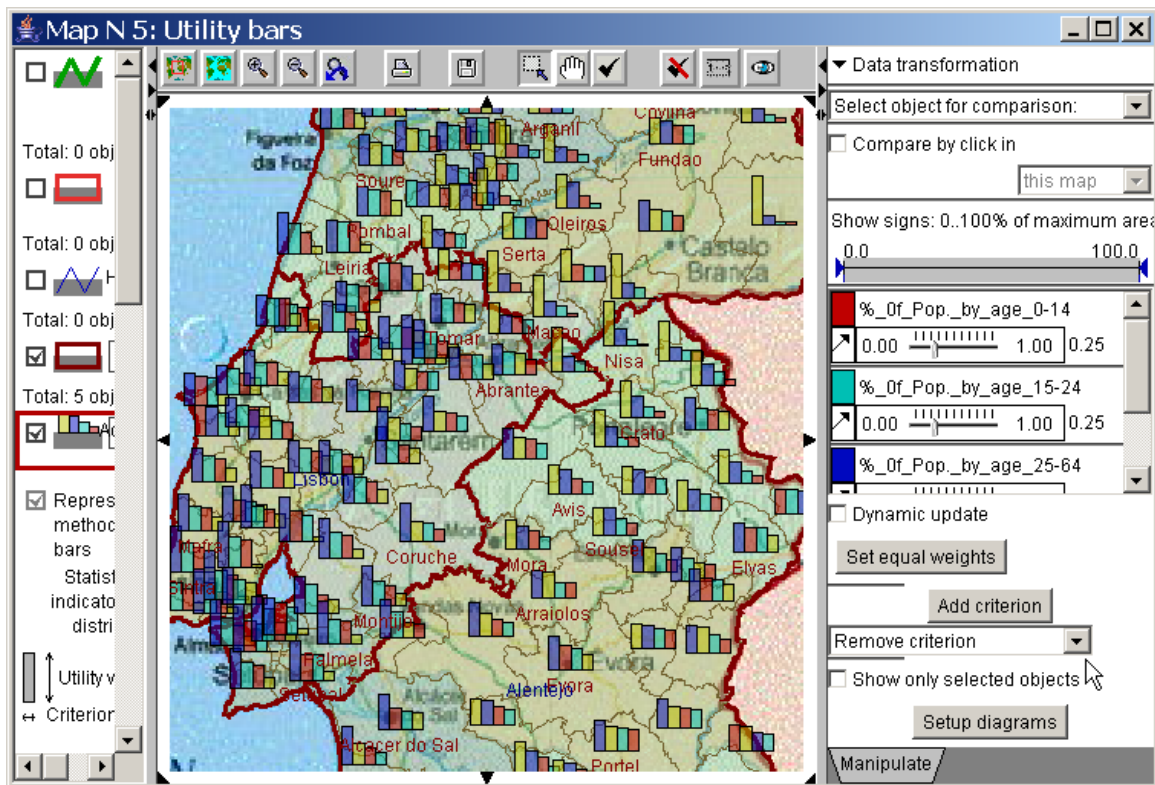 Map N 5: Utility bars
Total: 0 obj
Total: 0 obj
H
Total: 0 obj
Total: 5 obj
Repres
method
bars
Statist
indicato
distri
Utility v
Criterion
Figueira
da Foz
Arganil
Covilha
Fundao
Soure
Pombal
Oleiros
Serta
Castelo
Branca
Leiria
Tomar
Macao
Nisa
Abrantes
Crato
Lisbon
Avis
Mafra
Coruche
Mora
Sousel
Elvas
Sintra
Montijo
Arraiolos
Palmela
Setubal
Evora
Alentejo
Evora
Alcacer do Sal
Portel
Data transformation
Select object for comparison:
Compare by click in
this map
Show signs: 0..100% of maximum area
0.0 100.0
%_0f_Pop._by_age_0-14
0.00 1.00 0.25
%_0f_Pop._by_age_15-24
0.00 1.00 0.25
%_0f_Pop._by_age_25-64
Dynamic update
Set equal weights
Add criterion
Remove criterion
Show only selected objects
Setup diagrams
Manipulate